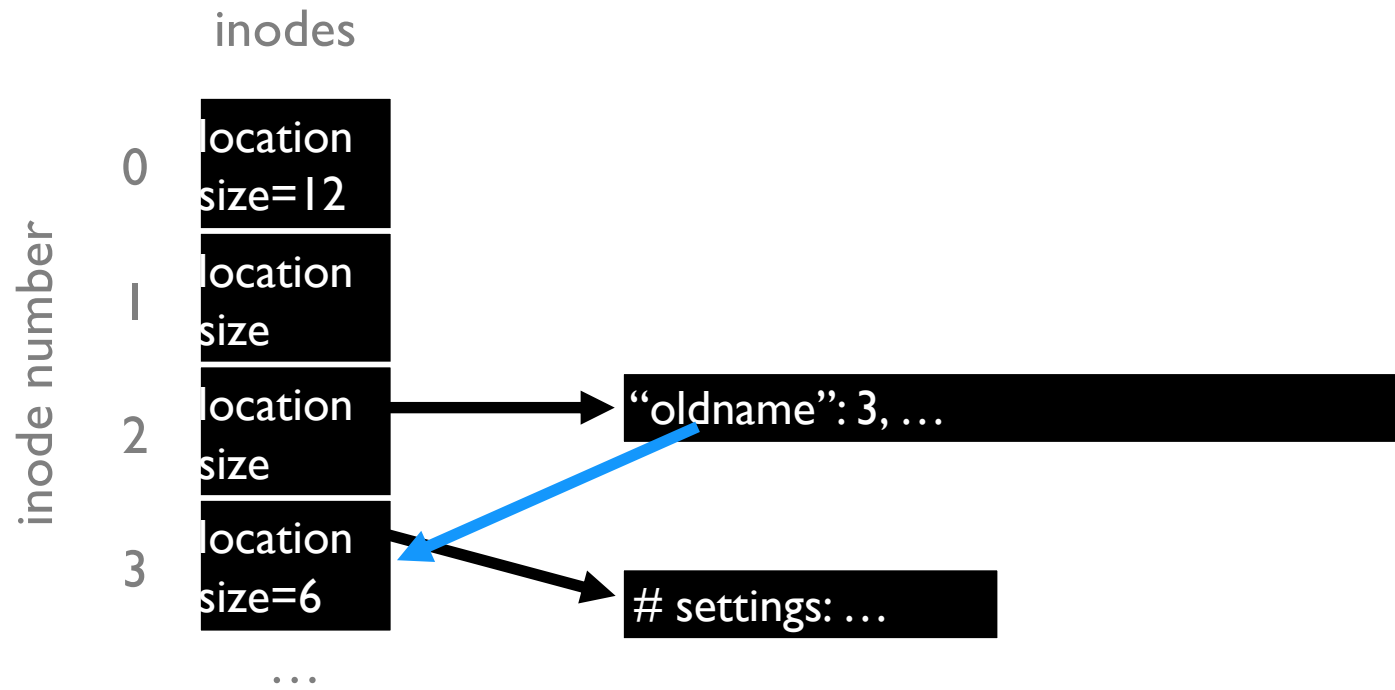 inodes
inode number
0
location
size=12
1
location
size
2
location
size
“oldname”: 3, …
3
location
size=6
# settings: …
…